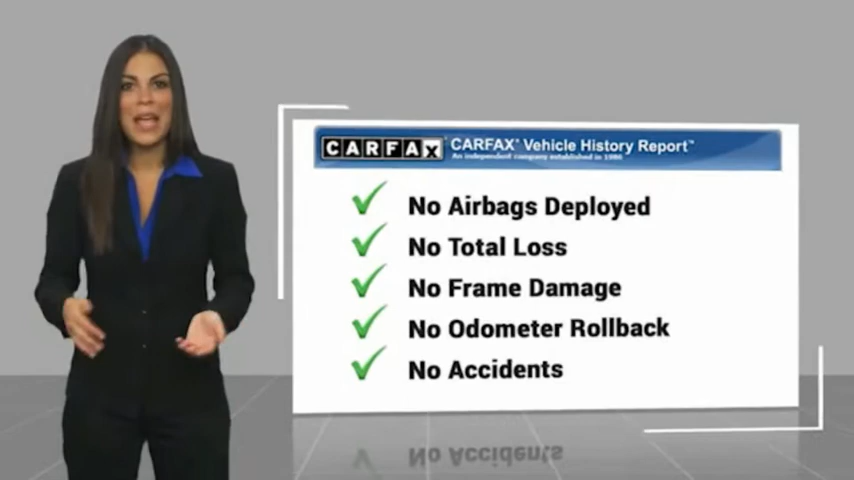 CARFAX CARFAX® Vehicle History Report™
An independent company established in 1986
No Airbags Deployed
No Total Loss
No Frame Damage
No Odometer Rollback
No Accidents
No Accidents